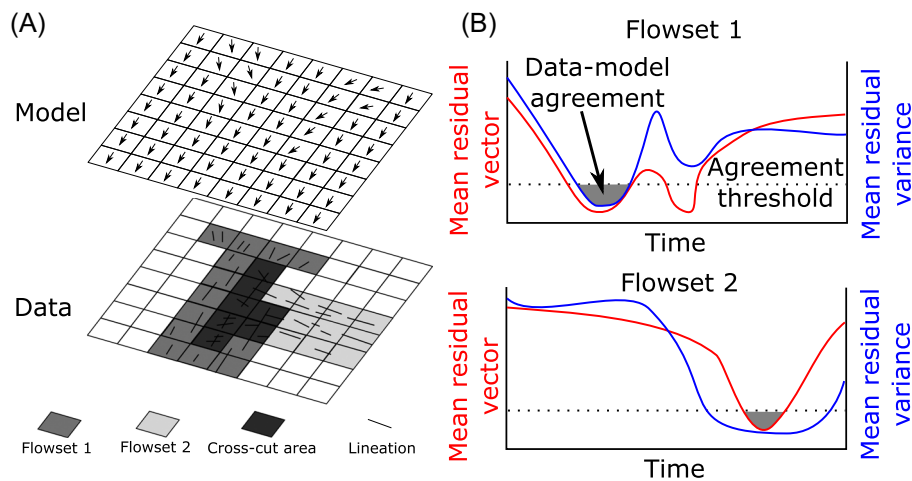 (A)
Model
Data
Flowset 1
Flowset 2
Cross-cut area
Lineation
(B)
Flowset 1
Mean residual
vector
Data-model
agreement
Agreement
threshold
Mean residual
variance
Time
Flowset 2
Mean residual
vector
Mean residual
variance
Time